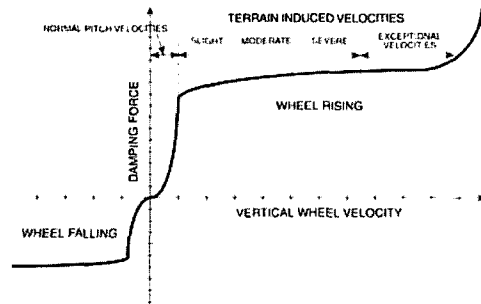 TERRAIN INDUCED VELOCITIES
NORMAL PITCH VELOCITIES
SLIGHT MODERATE SEVERE
EXCEPTIONAL
VELOCITIES
DAMPING FORCE
WHEEL RISING
VERTICAL WHEEL VELOCITY
WHEEL FALLING